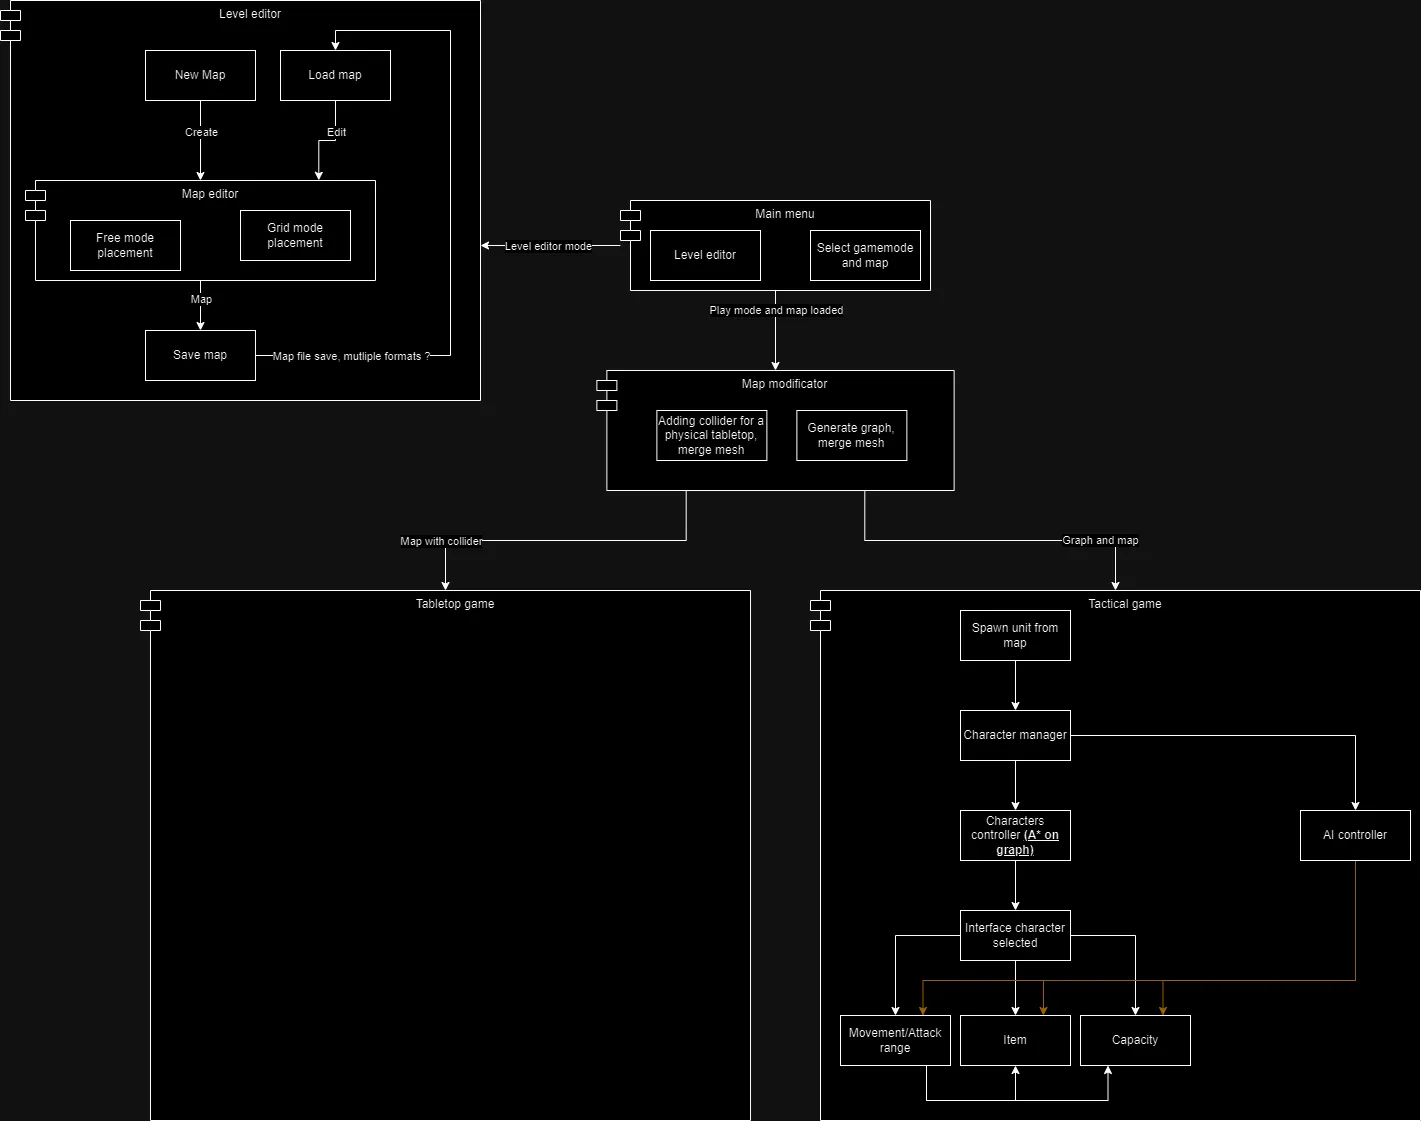 Level editor
New Map
Load map
Create
Edit
Map editor
Free mode
placement
Grid mode
placement
Map
Save map
Map file save, mutliple formats ?
Level editor mode
Main menu
Level editor
Select gamemode
and map
Play mode and map loaded
Map modificator
Adding collider for a
physical tabletop,
merge mesh
Generate graph,
merge mesh
Map with collider
Graph and map
Tabletop game
Tactical game
Spawn unit from
map
Character manager
Characters
controller (A* on
graph)
AI controller
Interface character
selected
Movement/Attack
range
Item
Capacity